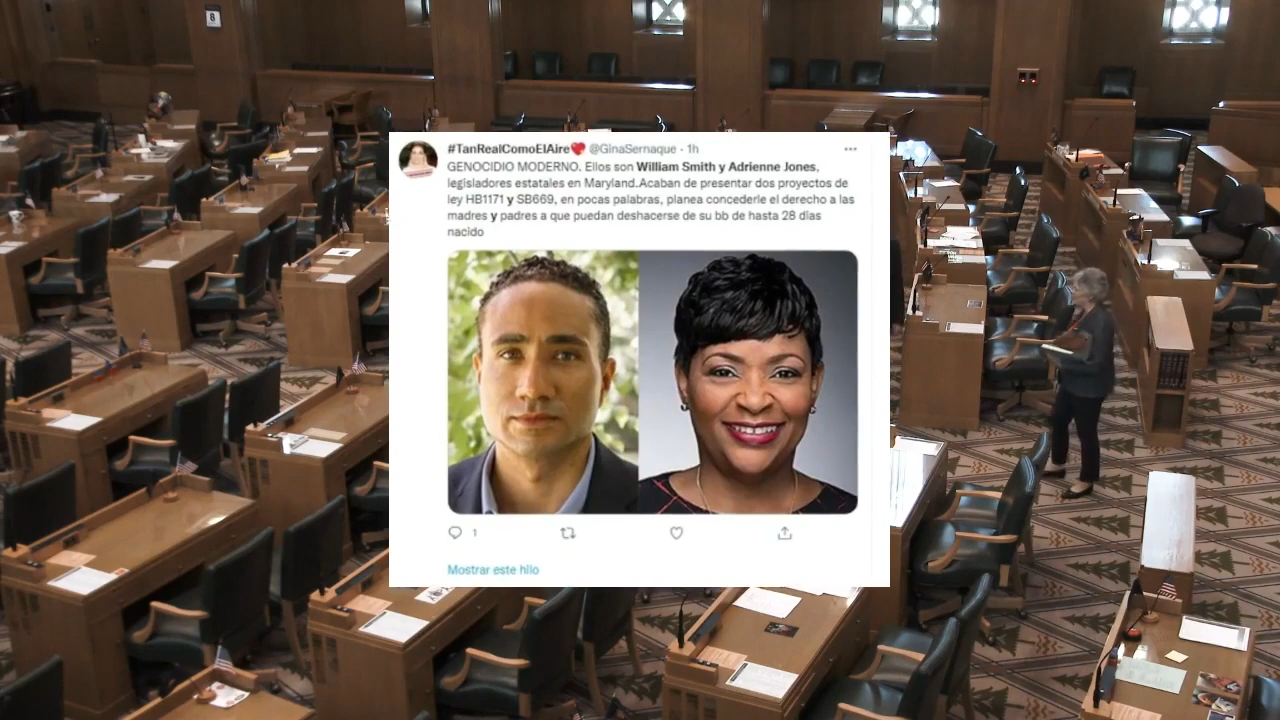 8
#TanRealComoElAire❤️ @GinaSernaque · 1h
GENOCIDIO MODERNO. Ellos son William Smith y Adrienne Jones,
legisladores estatales en Maryland.Acaban de presentar dos proyectos de
ley HB1171 y SB669, en pocas palabras, planea concederle el derecho a las
madres y padres a que puedan deshacerse de su bb de hasta 28 días
nacido
1
Mostrar este hilo